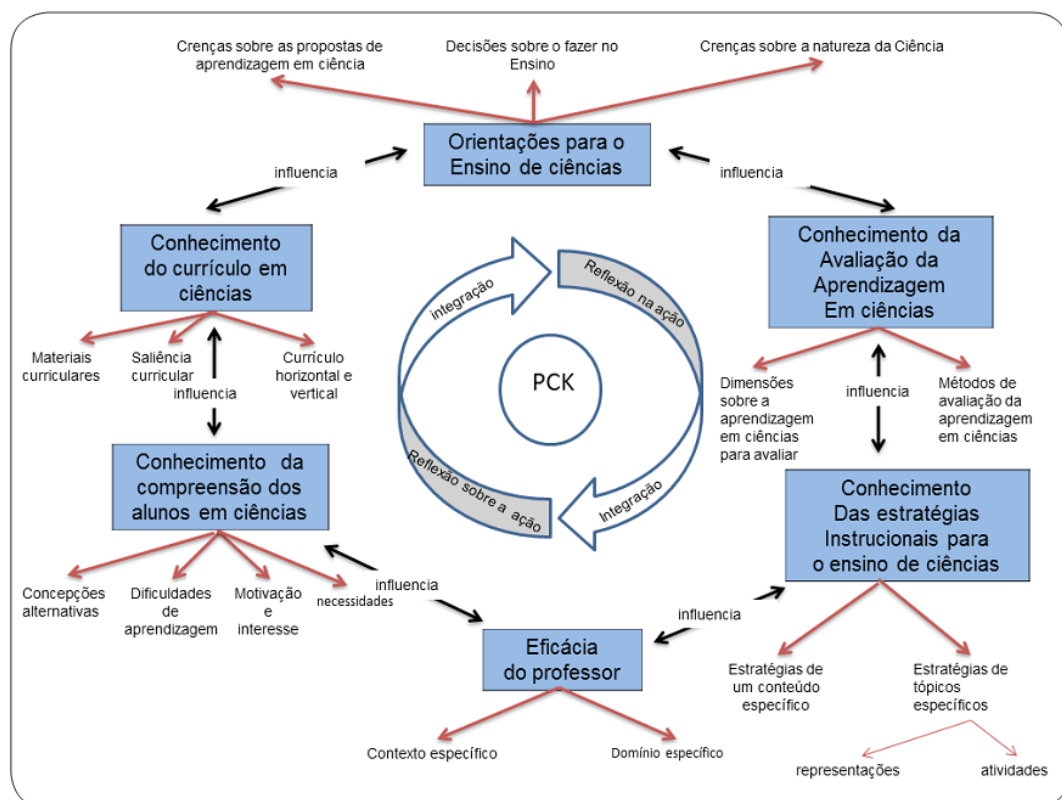 Crenças sobre as propostas de
aprendizagem em ciência
Decisões sobre o fazer no
Ensino
Crenças sobre a natureza da Ciência
Orientações para o
Ensino de ciências
influencia
influencia
Conhecimento
do currículo em
ciências
Conhecimento da
Avaliação da
Aprendizagem
Em ciências
integração
Reflexão na ação
PCK
Reflexão sobre a ação
Integração
Materiais
curriculares
Saliência
curricular
Currículo
horizontal e
vertical
influencia
Dimensões
sobre a
aprendizagem
em ciências
para avaliar
influencia
Métodos de
avaliação da
aprendizagem
em ciências
Conhecimento da
compreensão dos
alunos em ciências
Conhecimento
Das estratégias
Instrucionais para
o ensino de ciências
Concepções
alternativas
Dificuldades
de
aprendizagem
Motivação
e
interesse
necessidades
influencia
influencia
Eficácia
do professor
Estratégias de
um conteúdo
específico
Estratégias de
tópicos
específicos
Contexto específico
Domínio específico
representações
atividades